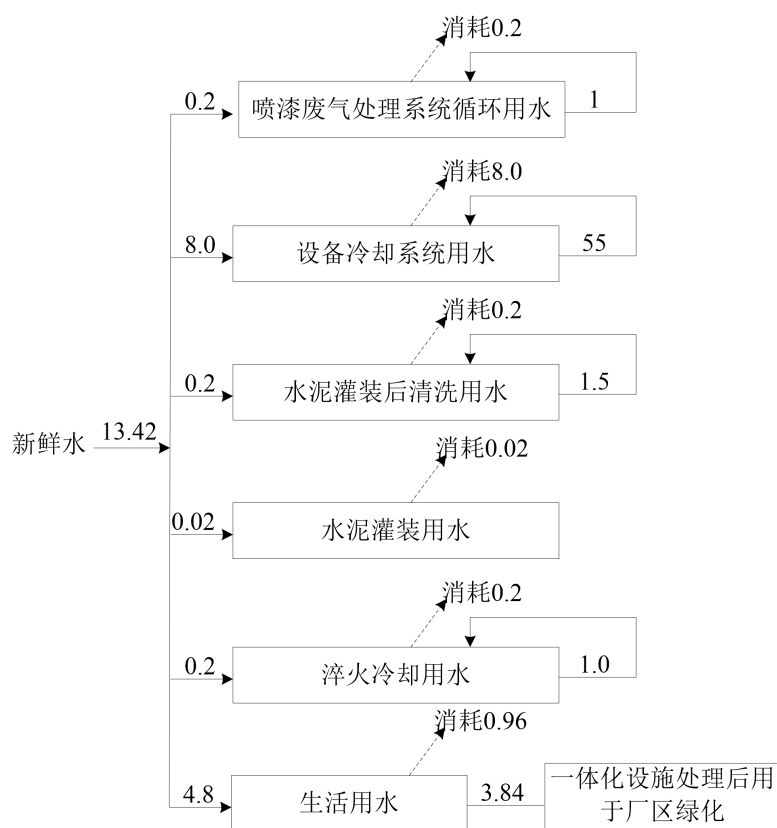 消耗0.2
0.2
喷漆废气处理系统循环用水
1
消耗8.0
8.0
设备冷却系统用水
55
消耗0.2
0.2
水泥灌装后清洗用水
1.5
新鲜水
13.42
消耗0.02
0.02
水泥灌装用水
消耗0.2
0.2
淬火冷却用水
1.0
消耗0.96
4.8
生活用水
3.84
一体化设施处理后用
于厂区绿化